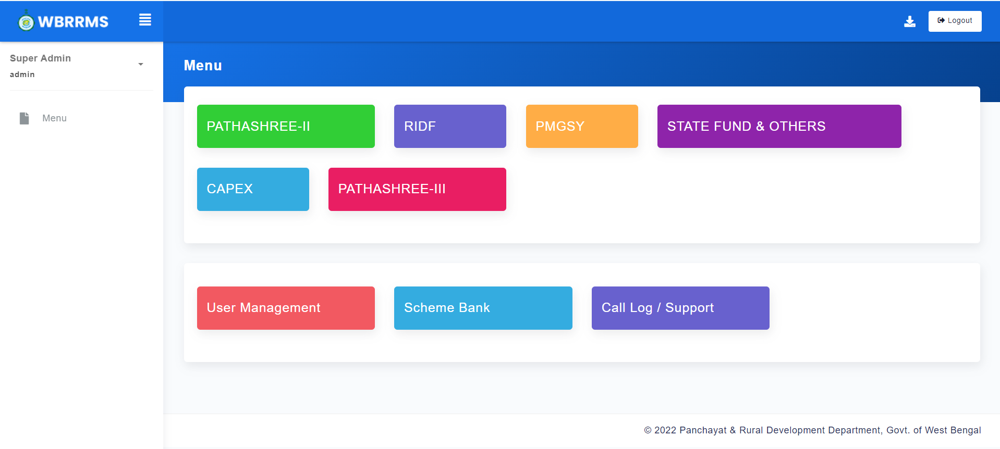 WBRRMS
Logout
Super Admin
admin
Menu
Menu
PATHASHREE-II
RIDF
PMGSY
STATE FUND & OTHERS
CAPEX
PATHASHREE-III
User Management
Scheme Bank
Call Log / Support
© 2022 Panchayat & Rural Development Department, Govt. of West Bengal